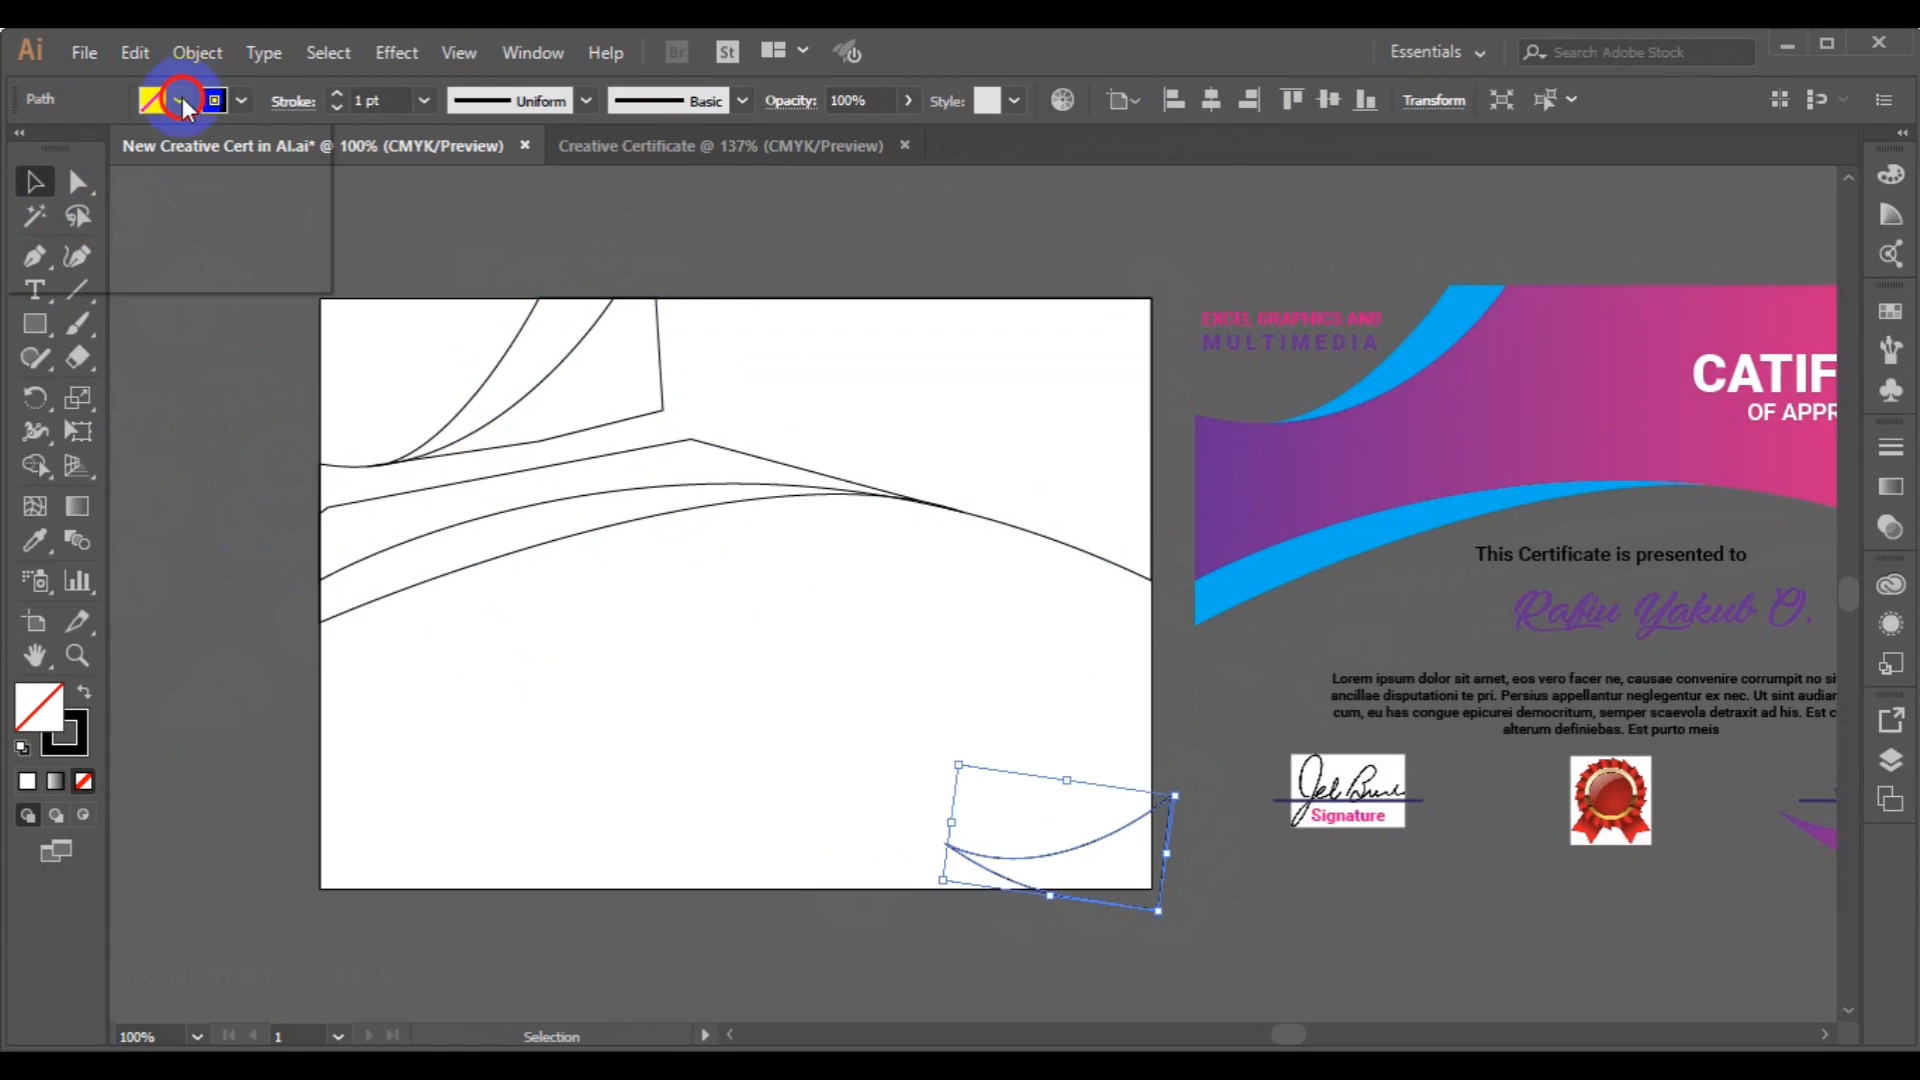 Ai File Edit Object Type Select Effect View Window Help Br St Essentials Search Adobe Stock
Path Stroke: 1 pt Uniform Basic Opacity: 100% Style: Transform
New Creative Cert in AI.ai* @ 100% (CMYK/Preview) × Creative Certificate @ 137% (CMYK/Preview) ×
EXCEL GRAPHICS AND
MULTIMEDIA
CATIF
OF APPR
This Certificate is presented to
Rafiu Yakub O.
Lorem ipsum dolor sit amet, eos vero facer ne, causae convenire corrumpit no si
ancillae disputationi te pri. Persius appellantur neglegentur ex nec. Ut sint audiar
cum, eu has congue epicurei democritum, semper scaevola detraxit ad his. Est c
alterum definiebas. Est purto meis
Signature
100% 1 Selection